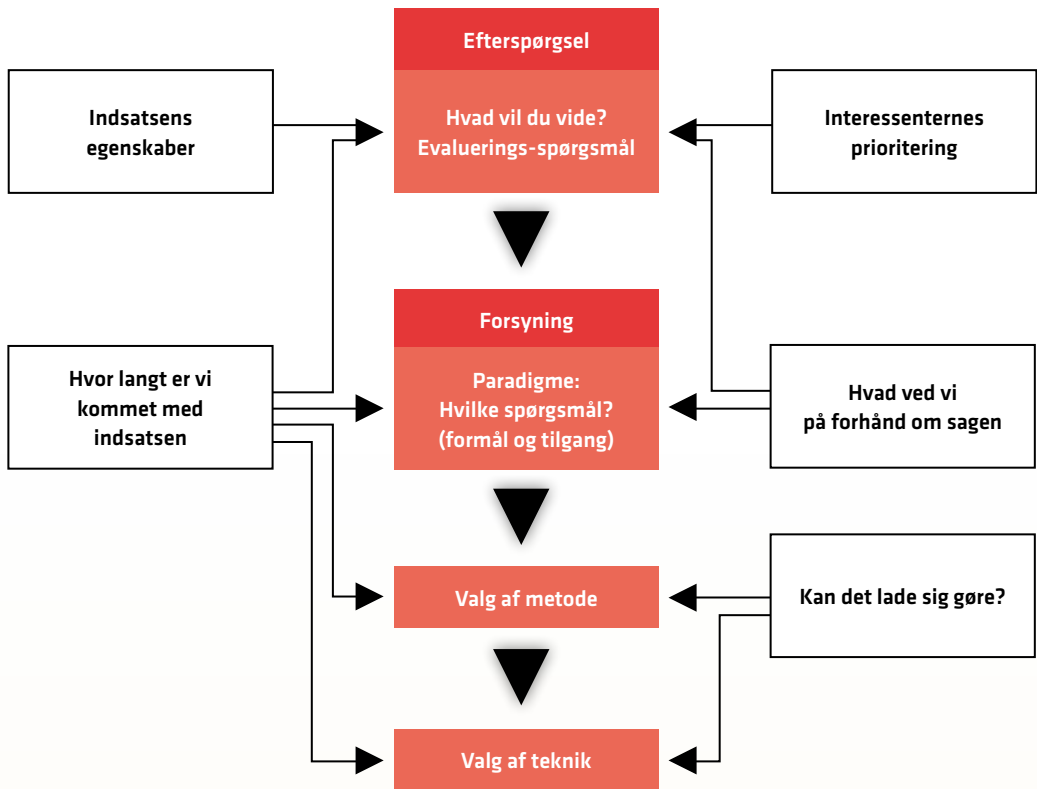 Efterspørgsel
Indsatsens
egenskaber
Hvad vil du vide?
Evaluerings-spørgsmål
Interessenternes
prioritering
Forsyning
Hvor langt er vi
kommet med
indsatsen
Paradigme:
Hvilke spørgsmål?
(formål og tilgang)
Hvad ved vi
på forhånd om sagen
Valg af metode
Kan det lade sig gøre?
Valg af teknik